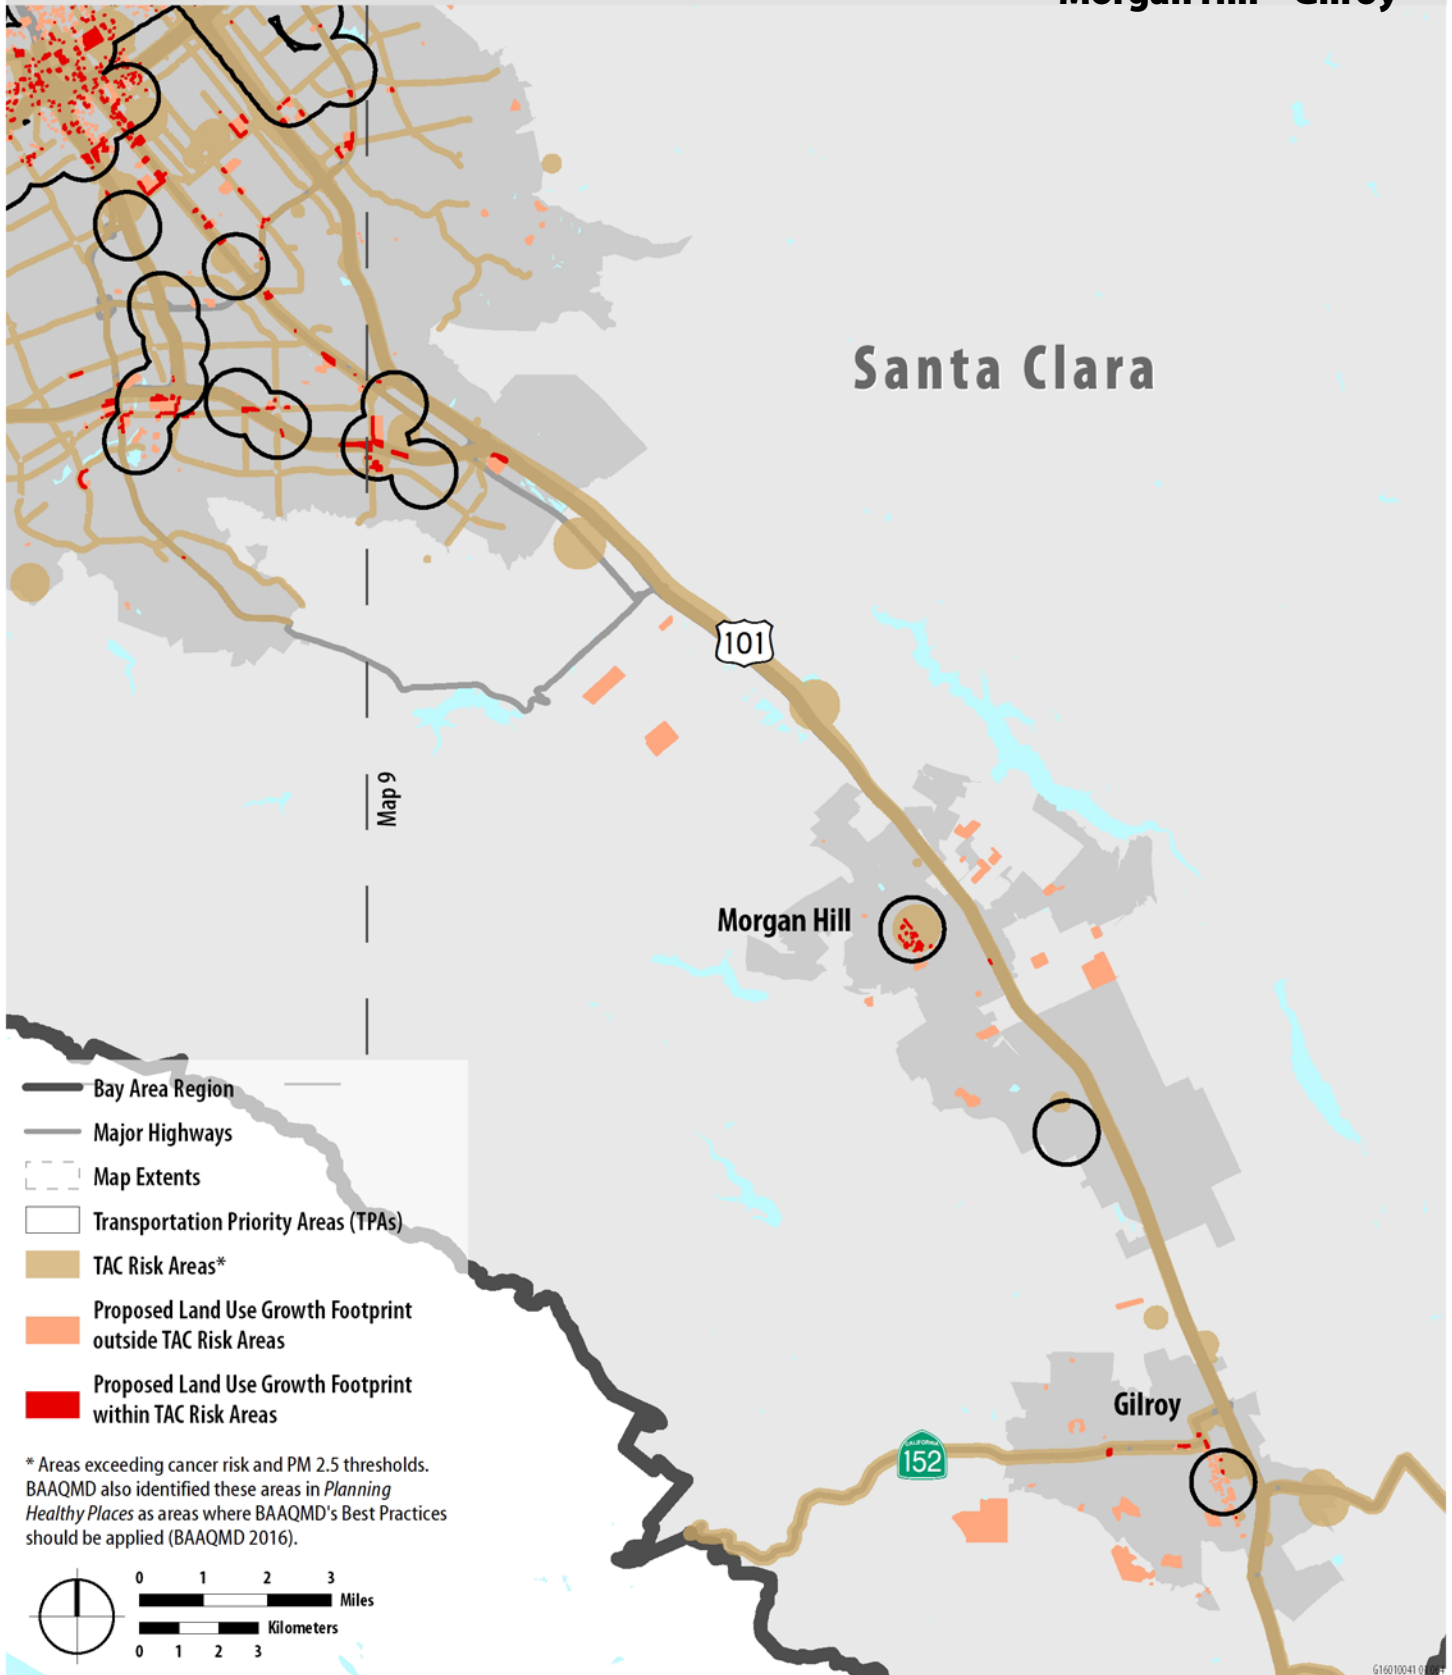 Morgan Hill - Gilroy
Santa Clara
101
Map 9
Morgan Hill
Bay Area Region
Major Highways
Map Extents
Transportation Priority Areas (TPAs)
TAC Risk Areas*
Proposed Land Use Growth Footprint
outside TAC Risk Areas
Proposed Land Use Growth Footprint
within TAC Risk Areas
Gilroy
CALIFORNIA
152
* Areas exceeding cancer risk and PM 2.5 thresholds.
BAAQMD also identified these areas in Planning
Healthy Places as areas where BAAQMD's Best Practices
should be applied (BAAQMD 2016).
0 1 2 3
Miles
Kilometers
0 1 2 3